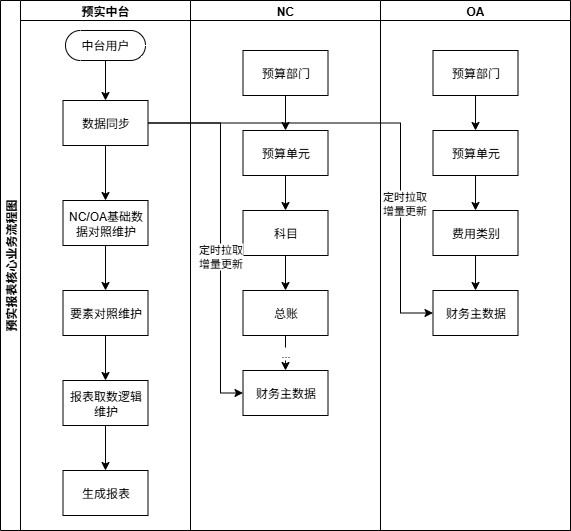 预实报表核心业务流程图
预实中台
NC
OA
中台用户
数据同步
NC/OA基础数
据对照维护
要素对照维护
报表取数逻辑
维护
生成报表
预算部门
预算单元
科目
总账
...
财务主数据
定时拉取
增量更新
预算部门
预算单元
费用类别
财务主数据
定时拉取
增量更新